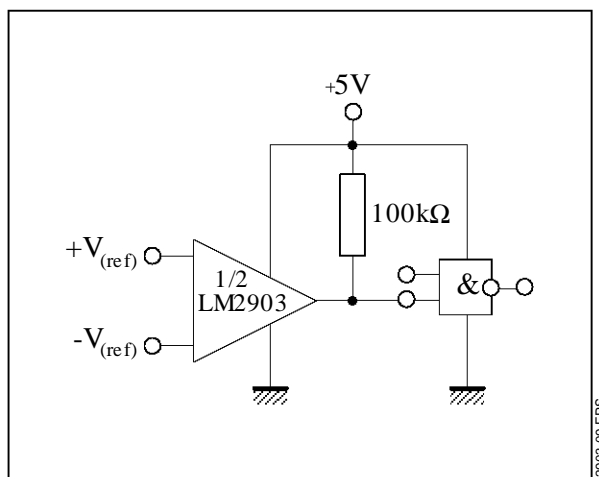 +5V
100kΩ
+V(ref)
1/2
LM2903
-V(ref)
&